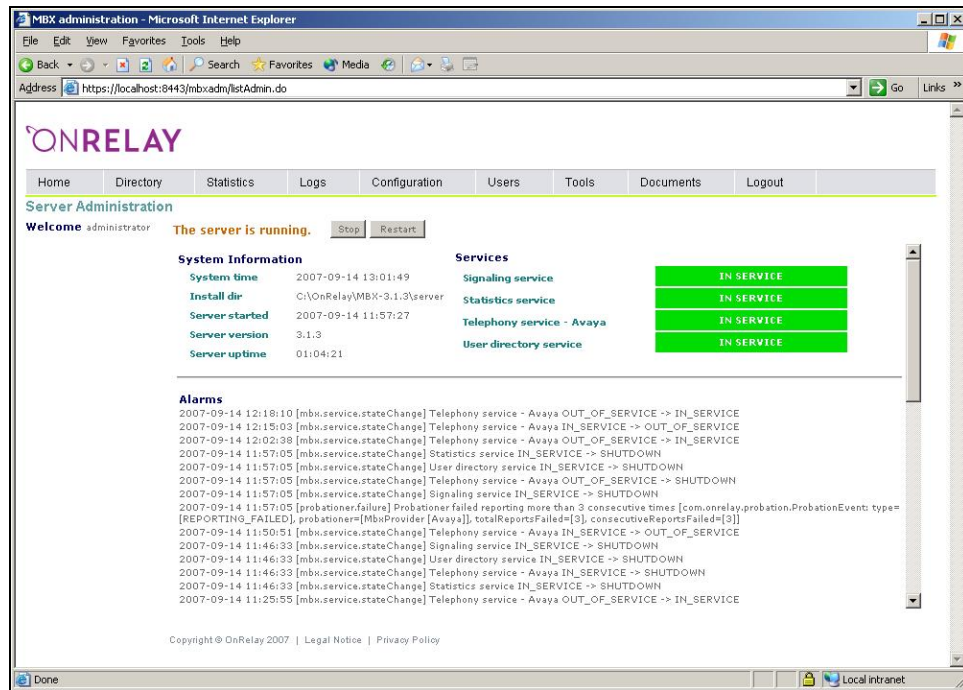 MBX administration - Microsoft Internet Explorer
File Edit View Favorites Tools Help
Back Search Favorites Media
Address https://localhost:8443/mbxadm/listAdmin.do Go Links »
ONRELAY
Home Directory Statistics Logs Configuration Users Tools Documents Logout
Server Administration
Welcome administrator
The server is running. Stop Restart
System Information
System time 2007-09-14 13:01:49
Install dir C:\OnRelay\MBX-3.1.3\server
Server started 2007-09-14 11:57:27
Server version 3.1.3
Server uptime 01:04:21
Services
Signaling service IN SERVICE
Statistics service IN SERVICE
Telephony service - Avaya IN SERVICE
User directory service IN SERVICE
Alarms
2007-09-14 12:18:10 [mbx.service.stateChange] Telephony service - Avaya OUT_OF_SERVICE -> IN_SERVICE
2007-09-14 12:15:03 [mbx.service.stateChange] Telephony service - Avaya IN_SERVICE -> OUT_OF_SERVICE
2007-09-14 12:02:38 [mbx.service.stateChange] Telephony service - Avaya OUT_OF_SERVICE -> IN_SERVICE
2007-09-14 11:57:05 [mbx.service.stateChange] Statistics service IN_SERVICE -> SHUTDOWN
2007-09-14 11:57:05 [mbx.service.stateChange] User directory service IN_SERVICE -> SHUTDOWN
2007-09-14 11:57:05 [mbx.service.stateChange] Telephony service - Avaya OUT_OF_SERVICE -> SHUTDOWN
2007-09-14 11:57:05 [mbx.service.stateChange] Signaling service IN_SERVICE -> SHUTDOWN
2007-09-14 11:57:05 [probationer.failure] Probationer failed reporting more than 3 consecutive times [com.onrelay.probation.ProbationEvent: type=
[REPORTING_FAILED], probationer=[MbxProvider [Avaya]], totalReportsFailed=[3], consecutiveReportsFailed=[3]]
2007-09-14 11:50:51 [mbx.service.stateChange] Telephony service - Avaya IN_SERVICE -> OUT_OF_SERVICE
2007-09-14 11:46:33 [mbx.service.stateChange] Signaling service IN_SERVICE -> SHUTDOWN
2007-09-14 11:46:33 [mbx.service.stateChange] User directory service IN_SERVICE -> SHUTDOWN
2007-09-14 11:46:33 [mbx.service.stateChange] Telephony service - Avaya IN_SERVICE -> SHUTDOWN
2007-09-14 11:46:33 [mbx.service.stateChange] Statistics service IN_SERVICE -> SHUTDOWN
2007-09-14 11:25:55 [mbx.service.stateChange] Telephony service - Avaya OUT_OF_SERVICE -> IN_SERVICE
Copyright © OnRelay 2007 | Legal Notice | Privacy Policy
Done Local intranet